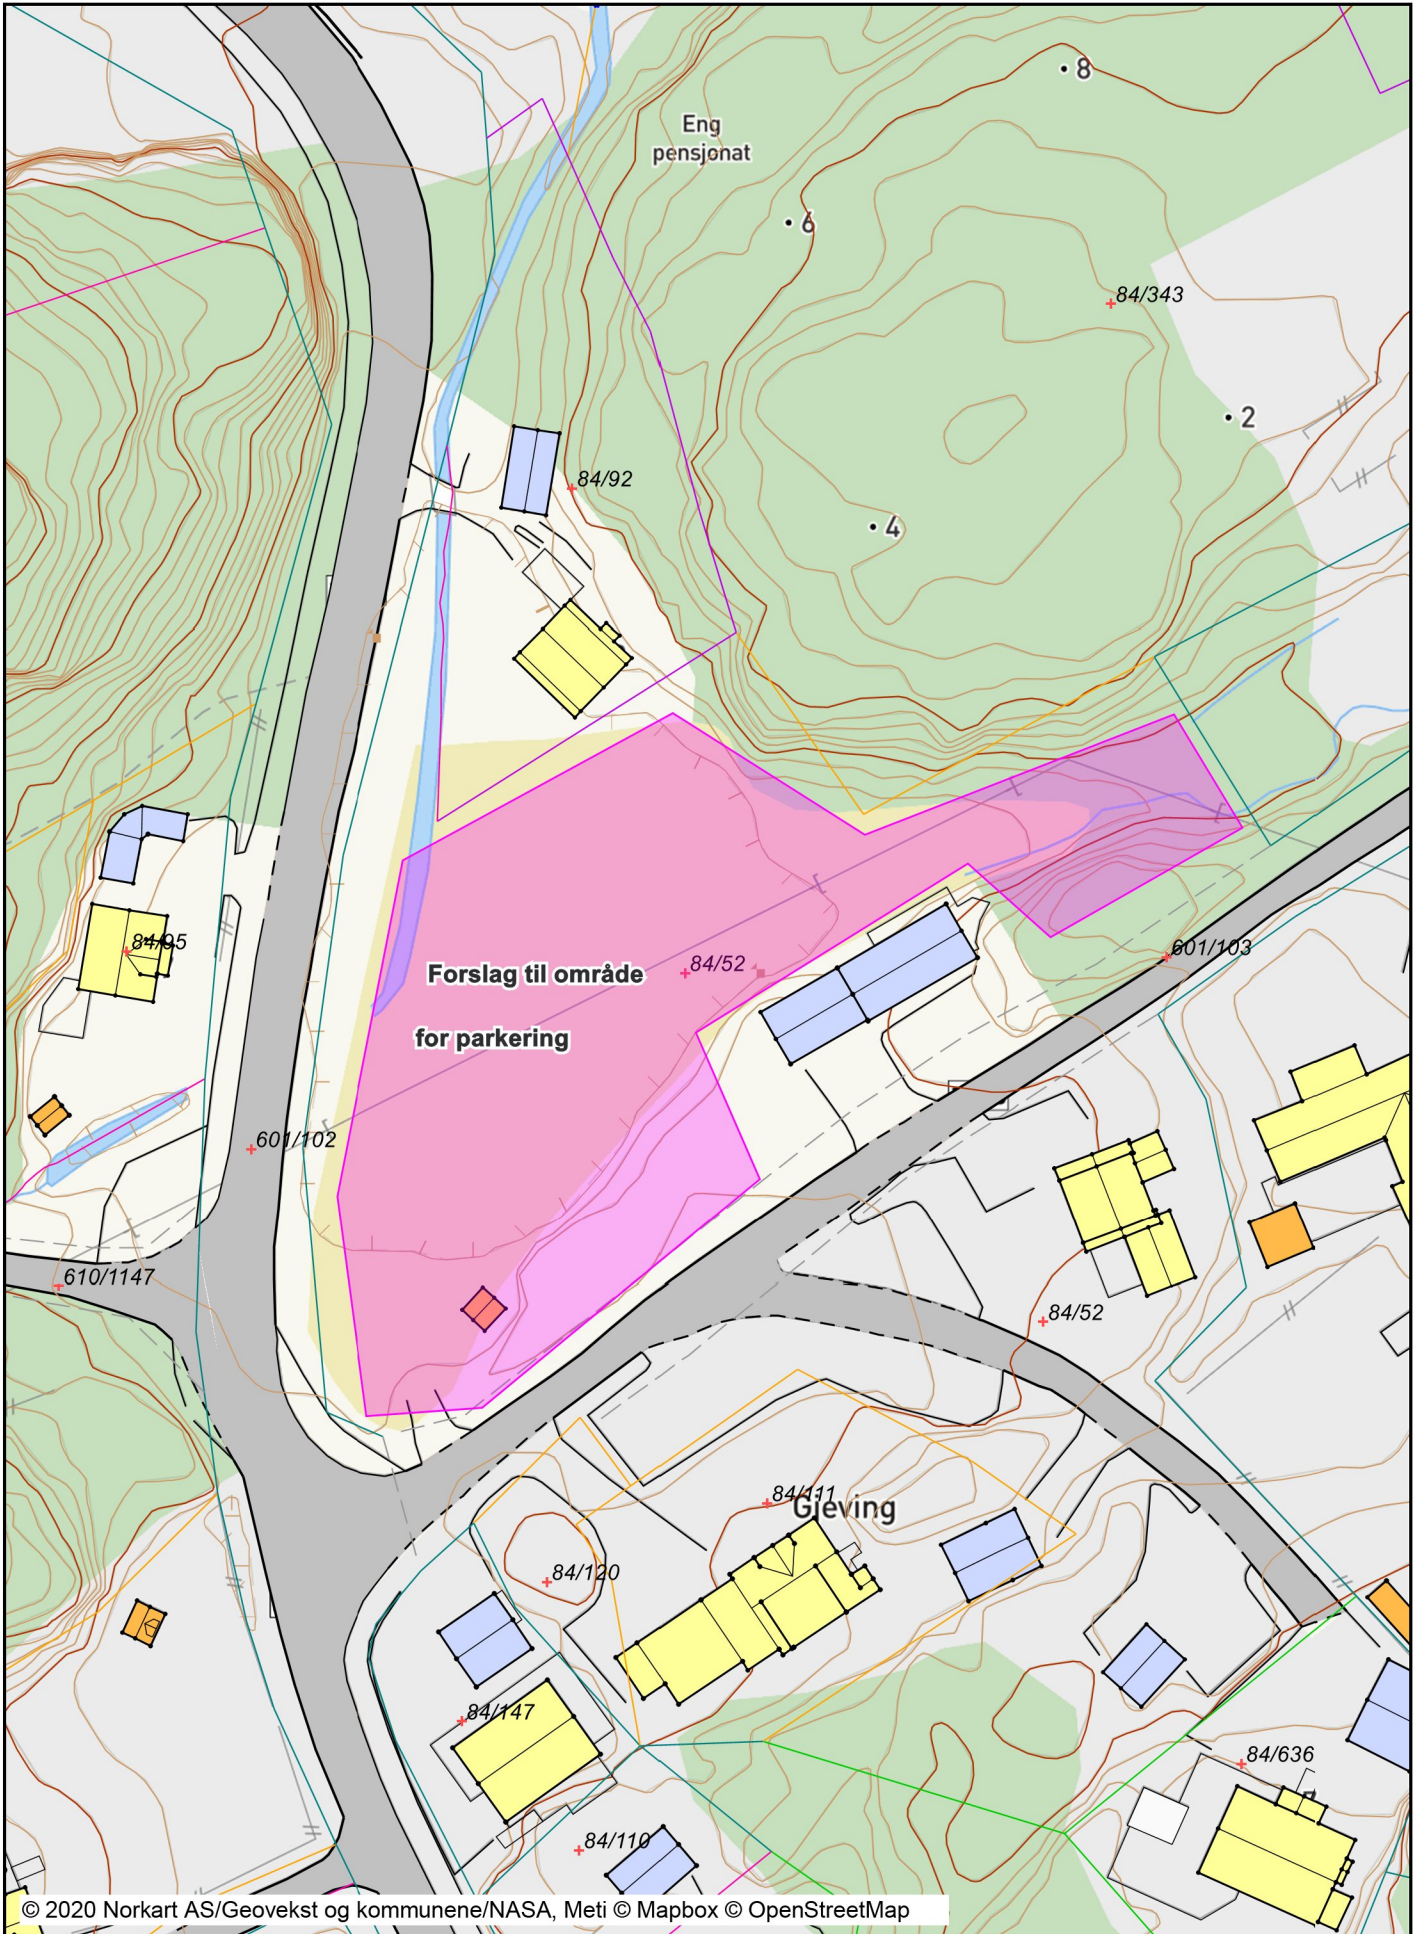 8
Eng
pensjonat
6
84/343
2
84/92
4
84/95
84/52
601/103
Forslag til område
for parkering
601/102
610/1147
84/52
84/111
Gjeving
84/120
84/147
84/636
84/110
© 2020 Norkart AS/Geovekst og kommunene/NASA, Meti © Mapbox © OpenStreetMap